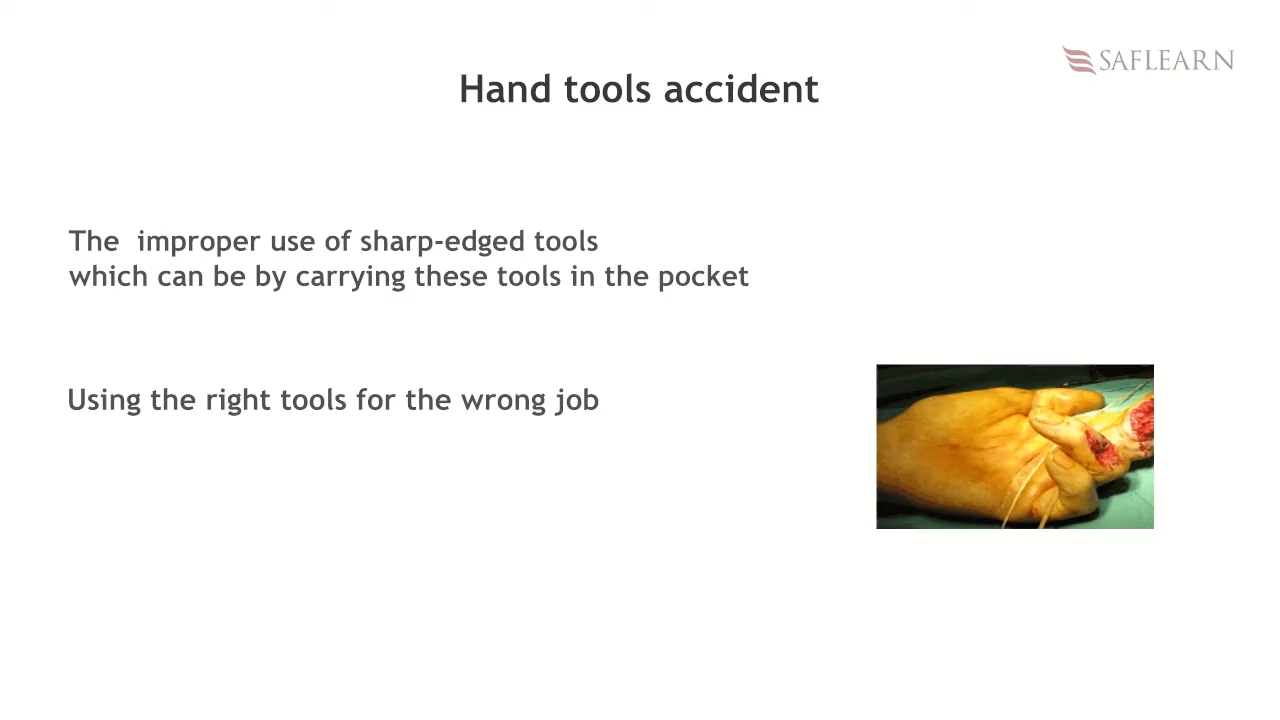 SAFLEARN
Hand tools accident
The improper use of sharp-edged tools
which can be by carrying these tools in the pocket
Using the right tools for the wrong job